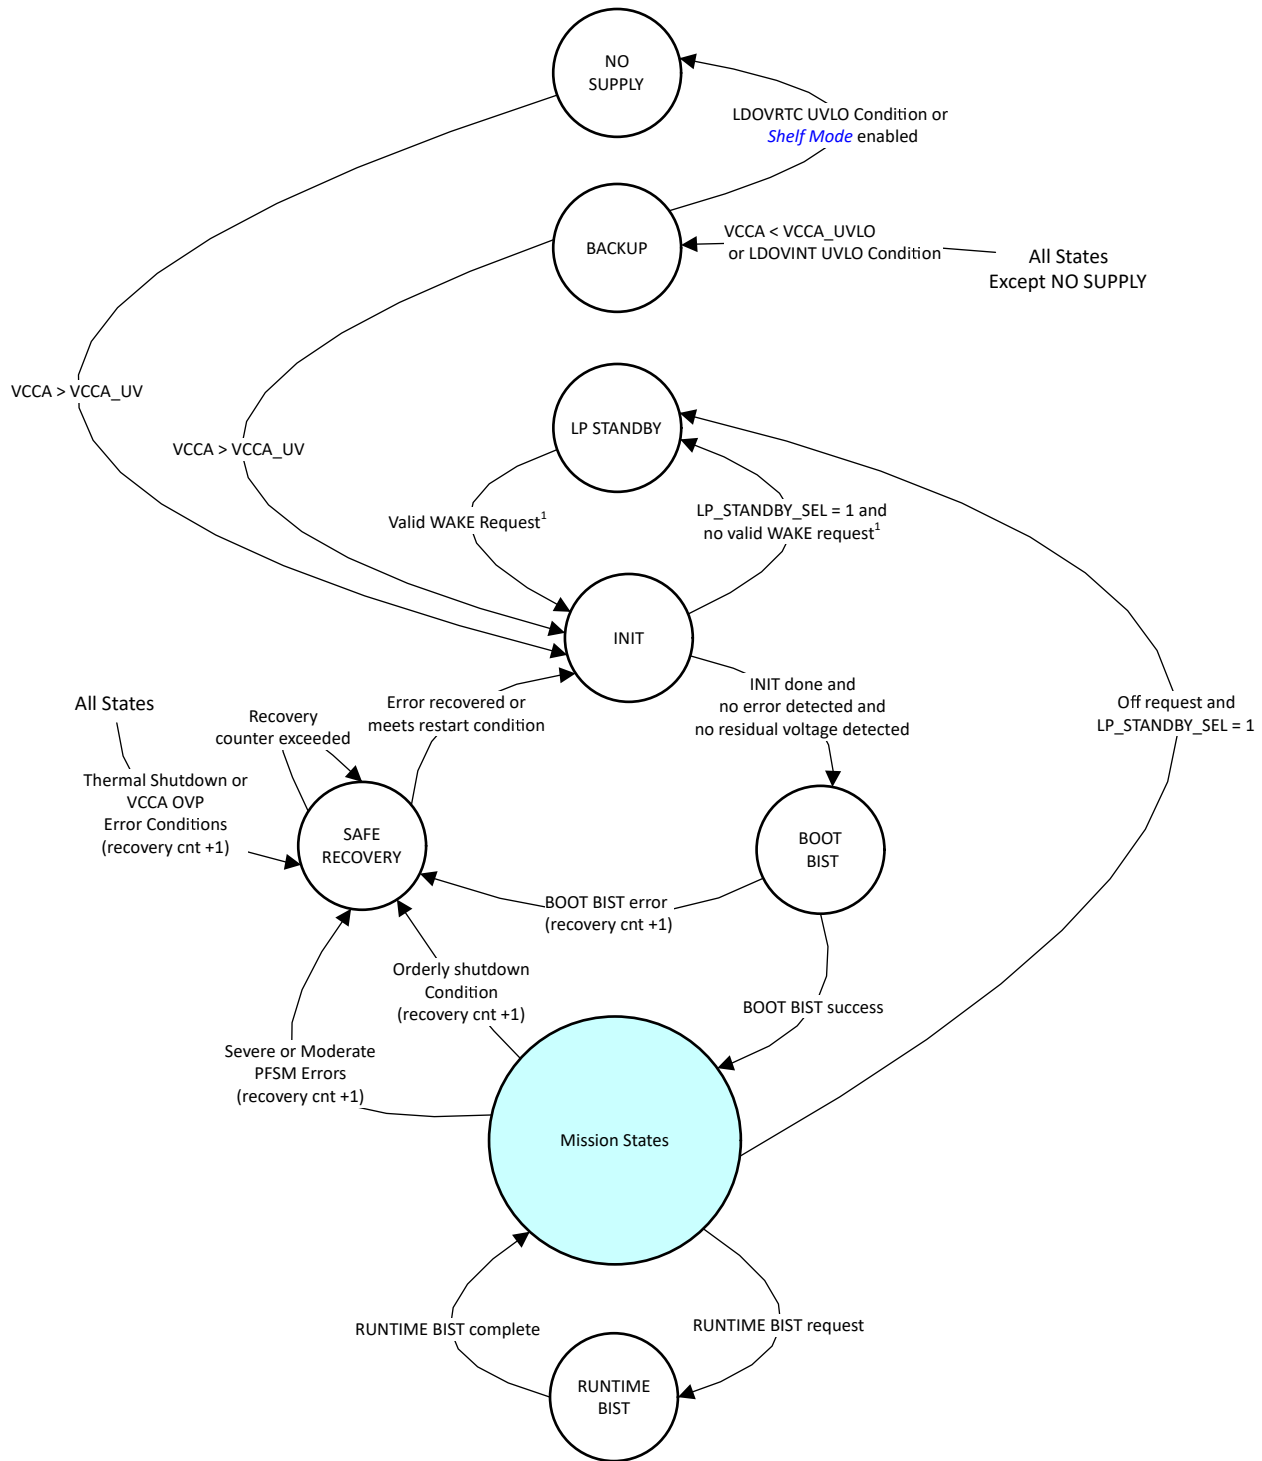 NO
SUPPLY
LDOVRTC UVLO Condition or
Shelf Mode enabled
BACKUP
VCCA < VCCA_UVLO
or LDOVINT UVLO Condition
All States
Except NO SUPPLY
VCCA > VCCA_UV
VCCA > VCCA_UV
LP STANDBY
Valid WAKE Request¹
LP_STANDBY_SEL = 1 and
no valid WAKE request¹
INIT
All States
Recovery
counter exceeded
Error recovered or
meets restart condition
INIT done and
no error detected and
no residual voltage detected
Off request and
LP_STANDBY_SEL = 1
Thermal Shutdown or
VCCA OVP
Error Conditions
(recovery cnt +1)
SAFE
RECOVERY
BOOT
BIST
BOOT BIST error
(recovery cnt +1)
Orderly shutdown
Condition
(recovery cnt +1)
BOOT BIST success
Severe or Moderate
PFSM Errors
(recovery cnt +1)
Mission States
RUNTIME BIST complete
RUNTIME BIST request
RUNTIME
BIST